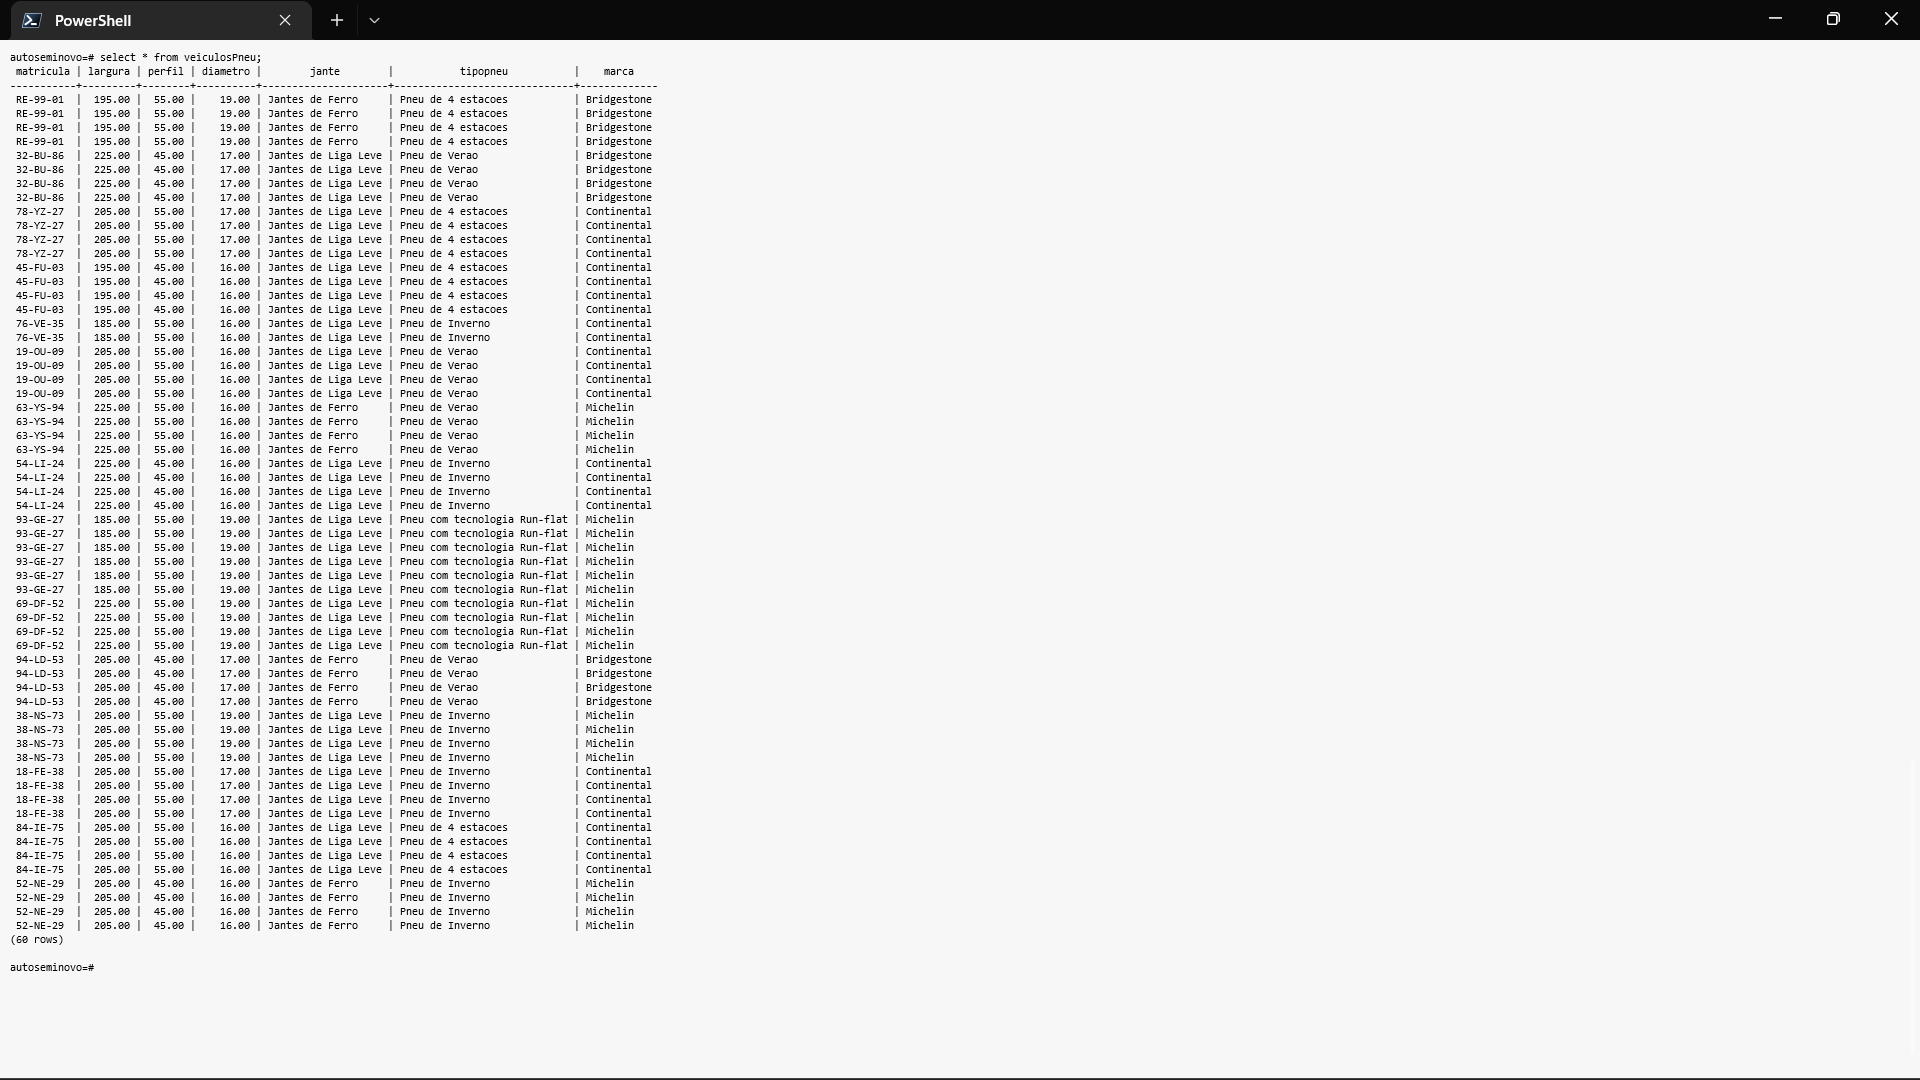 PowerShell
autoseminovo=# select * from veiculosPneu;
 matricula | largura | perfil | diametro |        jante        |           tipopneu           |    marca
-----------+---------+--------+----------+---------------------+------------------------------+-------------
 RE-99-01  |  195.00 |  55.00 |    19.00 | Jantes de Ferro     | Pneu de 4 estacoes           | Bridgestone
 RE-99-01  |  195.00 |  55.00 |    19.00 | Jantes de Ferro     | Pneu de 4 estacoes           | Bridgestone
 RE-99-01  |  195.00 |  55.00 |    19.00 | Jantes de Ferro     | Pneu de 4 estacoes           | Bridgestone
 RE-99-01  |  195.00 |  55.00 |    19.00 | Jantes de Ferro     | Pneu de 4 estacoes           | Bridgestone
 32-BU-86  |  225.00 |  45.00 |    17.00 | Jantes de Liga Leve | Pneu de Verao                | Bridgestone
 32-BU-86  |  225.00 |  45.00 |    17.00 | Jantes de Liga Leve | Pneu de Verao                | Bridgestone
 32-BU-86  |  225.00 |  45.00 |    17.00 | Jantes de Liga Leve | Pneu de Verao                | Bridgestone
 32-BU-86  |  225.00 |  45.00 |    17.00 | Jantes de Liga Leve | Pneu de Verao                | Bridgestone
 78-YZ-27  |  205.00 |  55.00 |    17.00 | Jantes de Liga Leve | Pneu de 4 estacoes           | Continental
 78-YZ-27  |  205.00 |  55.00 |    17.00 | Jantes de Liga Leve | Pneu de 4 estacoes           | Continental
 78-YZ-27  |  205.00 |  55.00 |    17.00 | Jantes de Liga Leve | Pneu de 4 estacoes           | Continental
 78-YZ-27  |  205.00 |  55.00 |    17.00 | Jantes de Liga Leve | Pneu de 4 estacoes           | Continental
 45-FU-03  |  195.00 |  45.00 |    16.00 | Jantes de Liga Leve | Pneu de 4 estacoes           | Continental
 45-FU-03  |  195.00 |  45.00 |    16.00 | Jantes de Liga Leve | Pneu de 4 estacoes           | Continental
 45-FU-03  |  195.00 |  45.00 |    16.00 | Jantes de Liga Leve | Pneu de 4 estacoes           | Continental
 45-FU-03  |  195.00 |  45.00 |    16.00 | Jantes de Liga Leve | Pneu de 4 estacoes           | Continental
 76-VE-35  |  185.00 |  55.00 |    16.00 | Jantes de Liga Leve | Pneu de Inverno              | Continental
 76-VE-35  |  185.00 |  55.00 |    16.00 | Jantes de Liga Leve | Pneu de Inverno              | Continental
 19-OU-09  |  205.00 |  55.00 |    16.00 | Jantes de Liga Leve | Pneu de Verao                | Continental
 19-OU-09  |  205.00 |  55.00 |    16.00 | Jantes de Liga Leve | Pneu de Verao                | Continental
 19-OU-09  |  205.00 |  55.00 |    16.00 | Jantes de Liga Leve | Pneu de Verao                | Continental
 19-OU-09  |  205.00 |  55.00 |    16.00 | Jantes de Liga Leve | Pneu de Verao                | Continental
 63-YS-94  |  225.00 |  55.00 |    16.00 | Jantes de Ferro     | Pneu de Verao                | Michelin
 63-YS-94  |  225.00 |  55.00 |    16.00 | Jantes de Ferro     | Pneu de Verao                | Michelin
 63-YS-94  |  225.00 |  55.00 |    16.00 | Jantes de Ferro     | Pneu de Verao                | Michelin
 63-YS-94  |  225.00 |  55.00 |    16.00 | Jantes de Ferro     | Pneu de Verao                | Michelin
 54-LI-24  |  225.00 |  45.00 |    16.00 | Jantes de Liga Leve | Pneu de Inverno              | Continental
 54-LI-24  |  225.00 |  45.00 |    16.00 | Jantes de Liga Leve | Pneu de Inverno              | Continental
 54-LI-24  |  225.00 |  45.00 |    16.00 | Jantes de Liga Leve | Pneu de Inverno              | Continental
 54-LI-24  |  225.00 |  45.00 |    16.00 | Jantes de Liga Leve | Pneu de Inverno              | Continental
 93-GE-27  |  185.00 |  55.00 |    19.00 | Jantes de Liga Leve | Pneu com tecnologia Run-flat | Michelin
 93-GE-27  |  185.00 |  55.00 |    19.00 | Jantes de Liga Leve | Pneu com tecnologia Run-flat | Michelin
 93-GE-27  |  185.00 |  55.00 |    19.00 | Jantes de Liga Leve | Pneu com tecnologia Run-flat | Michelin
 93-GE-27  |  185.00 |  55.00 |    19.00 | Jantes de Liga Leve | Pneu com tecnologia Run-flat | Michelin
 93-GE-27  |  185.00 |  55.00 |    19.00 | Jantes de Liga Leve | Pneu com tecnologia Run-flat | Michelin
 93-GE-27  |  185.00 |  55.00 |    19.00 | Jantes de Liga Leve | Pneu com tecnologia Run-flat | Michelin
 69-DF-52  |  225.00 |  55.00 |    19.00 | Jantes de Liga Leve | Pneu com tecnologia Run-flat | Michelin
 69-DF-52  |  225.00 |  55.00 |    19.00 | Jantes de Liga Leve | Pneu com tecnologia Run-flat | Michelin
 69-DF-52  |  225.00 |  55.00 |    19.00 | Jantes de Liga Leve | Pneu com tecnologia Run-flat | Michelin
 69-DF-52  |  225.00 |  55.00 |    19.00 | Jantes de Liga Leve | Pneu com tecnologia Run-flat | Michelin
 94-LD-53  |  205.00 |  45.00 |    17.00 | Jantes de Ferro     | Pneu de Verao                | Bridgestone
 94-LD-53  |  205.00 |  45.00 |    17.00 | Jantes de Ferro     | Pneu de Verao                | Bridgestone
 94-LD-53  |  205.00 |  45.00 |    17.00 | Jantes de Ferro     | Pneu de Verao                | Bridgestone
 94-LD-53  |  205.00 |  45.00 |    17.00 | Jantes de Ferro     | Pneu de Verao                | Bridgestone
 38-NS-73  |  205.00 |  55.00 |    19.00 | Jantes de Liga Leve | Pneu de Inverno              | Michelin
 38-NS-73  |  205.00 |  55.00 |    19.00 | Jantes de Liga Leve | Pneu de Inverno              | Michelin
 38-NS-73  |  205.00 |  55.00 |    19.00 | Jantes de Liga Leve | Pneu de Inverno              | Michelin
 38-NS-73  |  205.00 |  55.00 |    19.00 | Jantes de Liga Leve | Pneu de Inverno              | Michelin
 18-FE-38  |  205.00 |  55.00 |    17.00 | Jantes de Liga Leve | Pneu de Inverno              | Continental
 18-FE-38  |  205.00 |  55.00 |    17.00 | Jantes de Liga Leve | Pneu de Inverno              | Continental
 18-FE-38  |  205.00 |  55.00 |    17.00 | Jantes de Liga Leve | Pneu de Inverno              | Continental
 18-FE-38  |  205.00 |  55.00 |    17.00 | Jantes de Liga Leve | Pneu de Inverno              | Continental
 84-IE-75  |  205.00 |  55.00 |    16.00 | Jantes de Liga Leve | Pneu de 4 estacoes           | Continental
 84-IE-75  |  205.00 |  55.00 |    16.00 | Jantes de Liga Leve | Pneu de 4 estacoes           | Continental
 84-IE-75  |  205.00 |  55.00 |    16.00 | Jantes de Liga Leve | Pneu de 4 estacoes           | Continental
 84-IE-75  |  205.00 |  55.00 |    16.00 | Jantes de Liga Leve | Pneu de 4 estacoes           | Continental
 52-NE-29  |  205.00 |  45.00 |    16.00 | Jantes de Ferro     | Pneu de Inverno              | Michelin
 52-NE-29  |  205.00 |  45.00 |    16.00 | Jantes de Ferro     | Pneu de Inverno              | Michelin
 52-NE-29  |  205.00 |  45.00 |    16.00 | Jantes de Ferro     | Pneu de Inverno              | Michelin
 52-NE-29  |  205.00 |  45.00 |    16.00 | Jantes de Ferro     | Pneu de Inverno              | Michelin
(60 rows)
autoseminovo=#